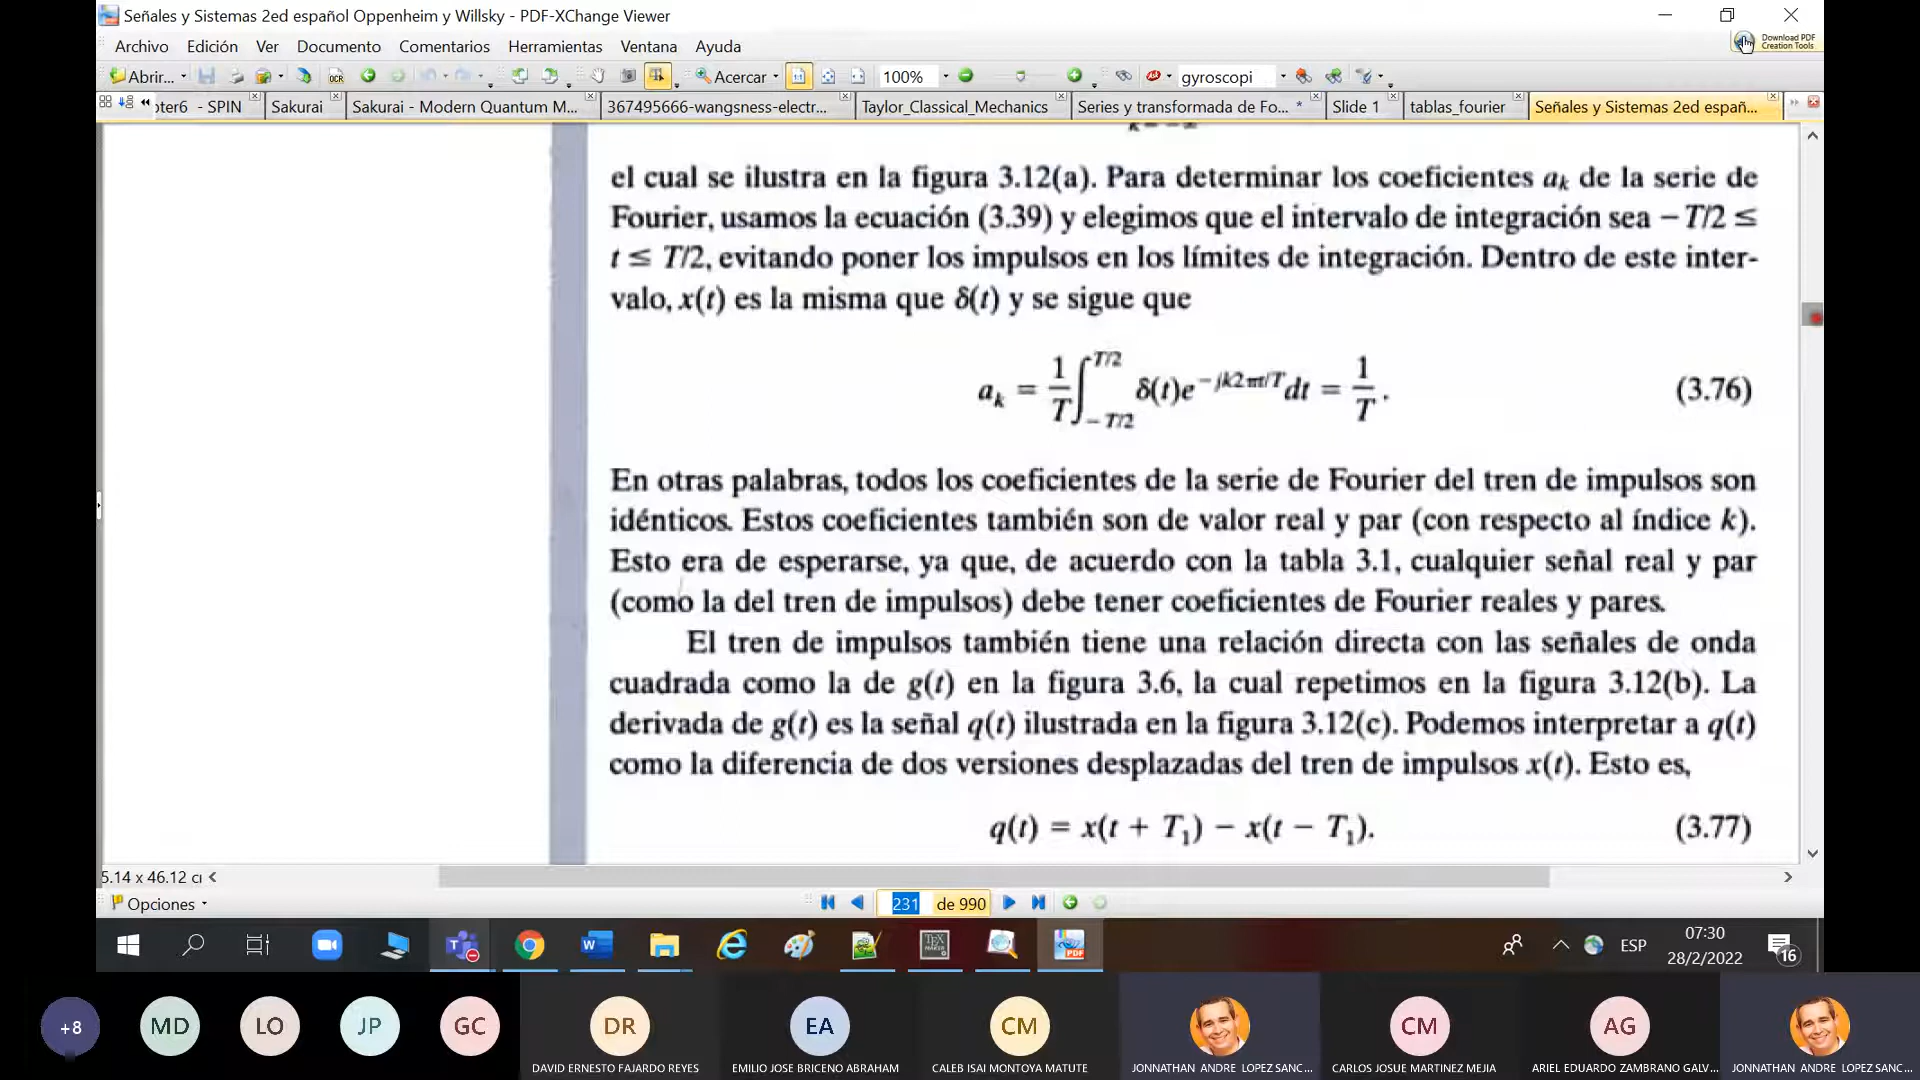 Señales y Sistemas 2ed español Oppenheim y Willsky - PDF-XChange Viewer
Archivo Edición Ver Documento Comentarios Herramientas Ventana Ayuda
Download PDF
Creation Tools
Abrir... OCR Acercar 100% gyroscopi
oter6 - SPIN Sakurai Sakurai - Modern Quantum M... 367495666-wangsness-electr... Taylor_Classical_Mechanics Series y transformada de Fo... * Slide 1 tablas_fourier Señales y Sistemas 2ed españ...
el cual se ilustra en la figura 3.12(a). Para determinar los coeficientes aₖ de la serie de
Fourier, usamos la ecuación (3.39) y elegimos que el intervalo de integración sea − T/2 ≤
t ≤ T/2, evitando poner los impulsos en los límites de integración. Dentro de este inter-
valo, x(t) es la misma que δ(t) y se sigue que
aₖ = 1/T ∫_{−T/2}^{T/2} δ(t)e^{−jk2πt/T} dt = 1/T. (3.76)
En otras palabras, todos los coeficientes de la serie de Fourier del tren de impulsos son
idénticos. Estos coeficientes también son de valor real y par (con respecto al índice k).
Esto era de esperarse, ya que, de acuerdo con la tabla 3.1, cualquier señal real y par
(como la del tren de impulsos) debe tener coeficientes de Fourier reales y pares.
El tren de impulsos también tiene una relación directa con las señales de onda
cuadrada como la de g(t) en la figura 3.6, la cual repetimos en la figura 3.12(b). La
derivada de g(t) es la señal q(t) ilustrada en la figura 3.12(c). Podemos interpretar a q(t)
como la diferencia de dos versiones desplazadas del tren de impulsos x(t). Esto es,
q(t) = x(t + T₁) − x(t − T₁). (3.77)
5.14 x 46.12 cı
Opciones 231 de 990
ESP 07:30
28/2/2022 16
+8 MD LO JP GC DR EA CM CM AG
DAVID ERNESTO FAJARDO REYES EMILIO JOSE BRICENO ABRAHAM CALEB ISAI MONTOYA MATUTE JONNATHAN ANDRE LOPEZ SANC... CARLOS JOSUE MARTINEZ MEJIA ARIEL EDUARDO ZAMBRANO GALV... JONNATHAN ANDRE LOPEZ SANC...